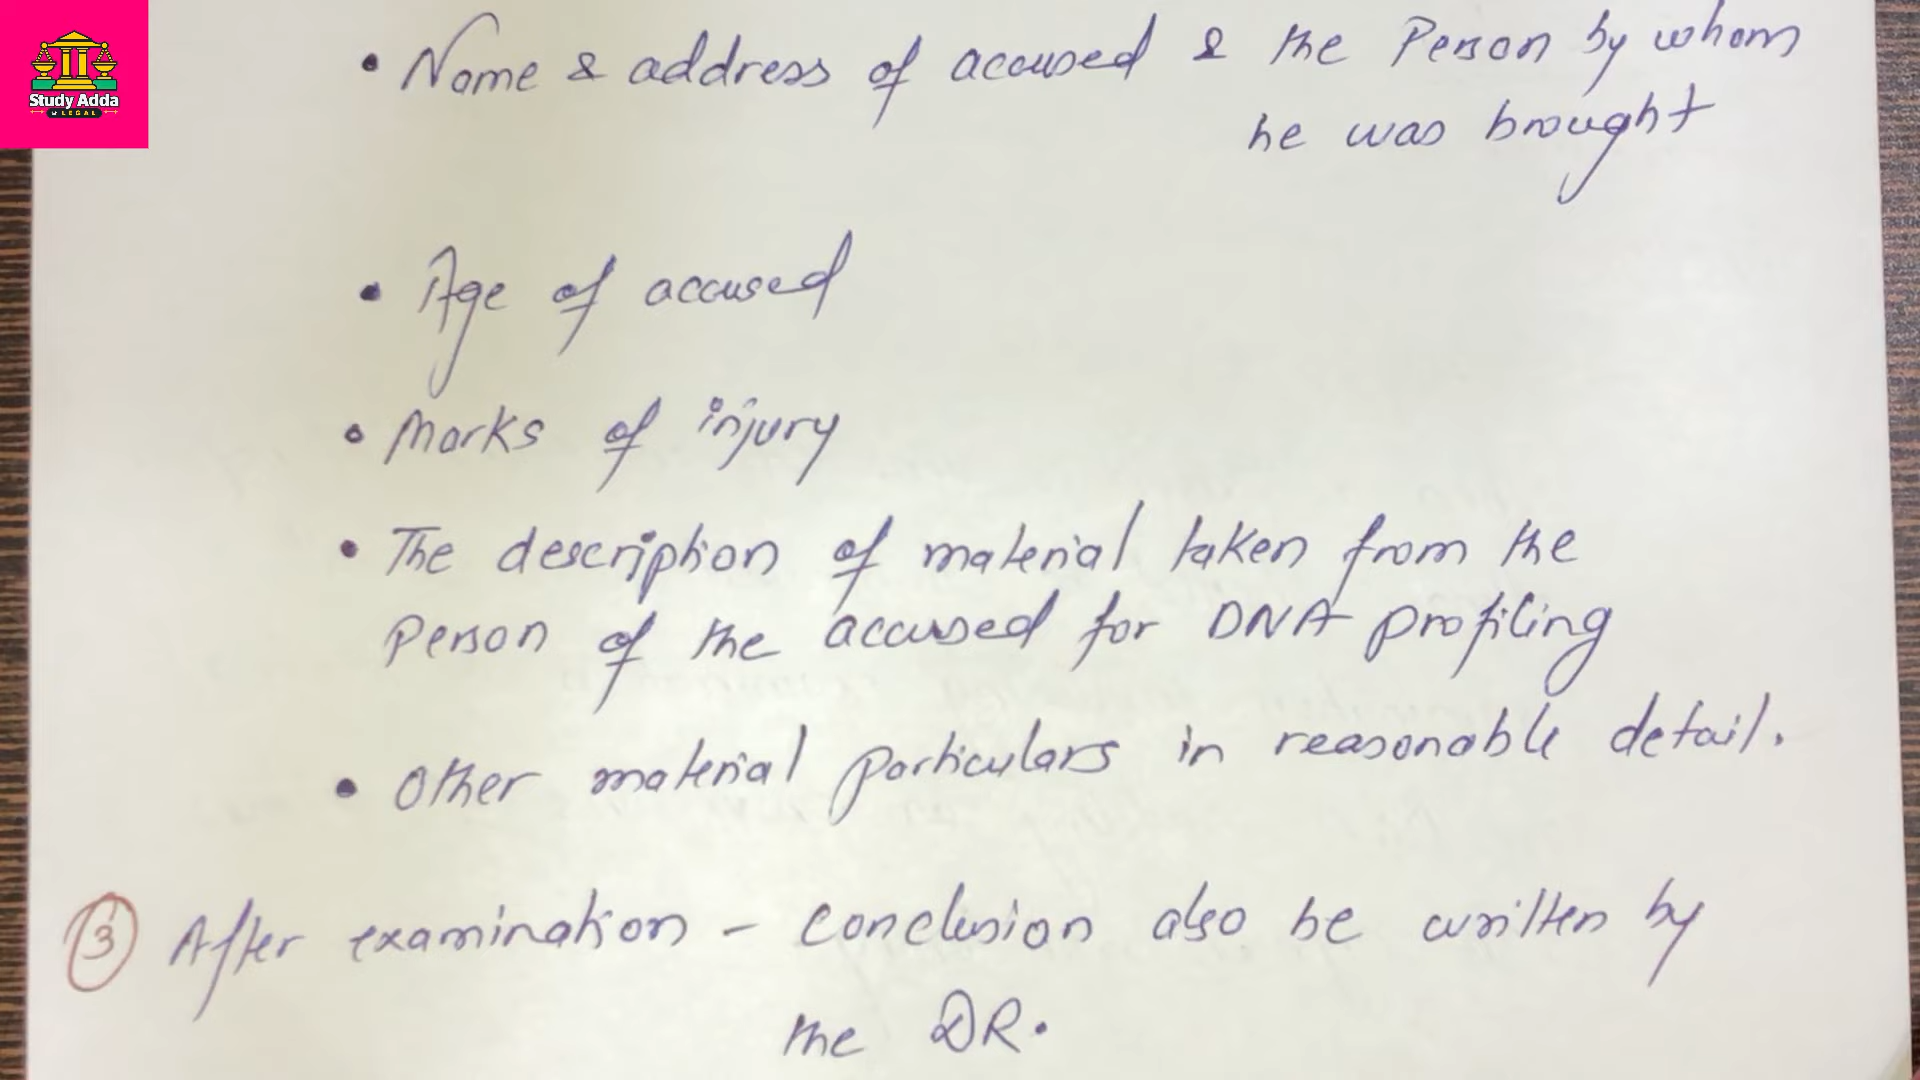 Study Adda
LEGAL
• Name & address of accused & the Person by whom
he was brought
• Age of accused
• Marks of injury
• The description of material taken from the
Person of the accused for DNA profiling
• Other material particulars in reasonable detail.
③ After examination - Conclusion also be written by
the DR.